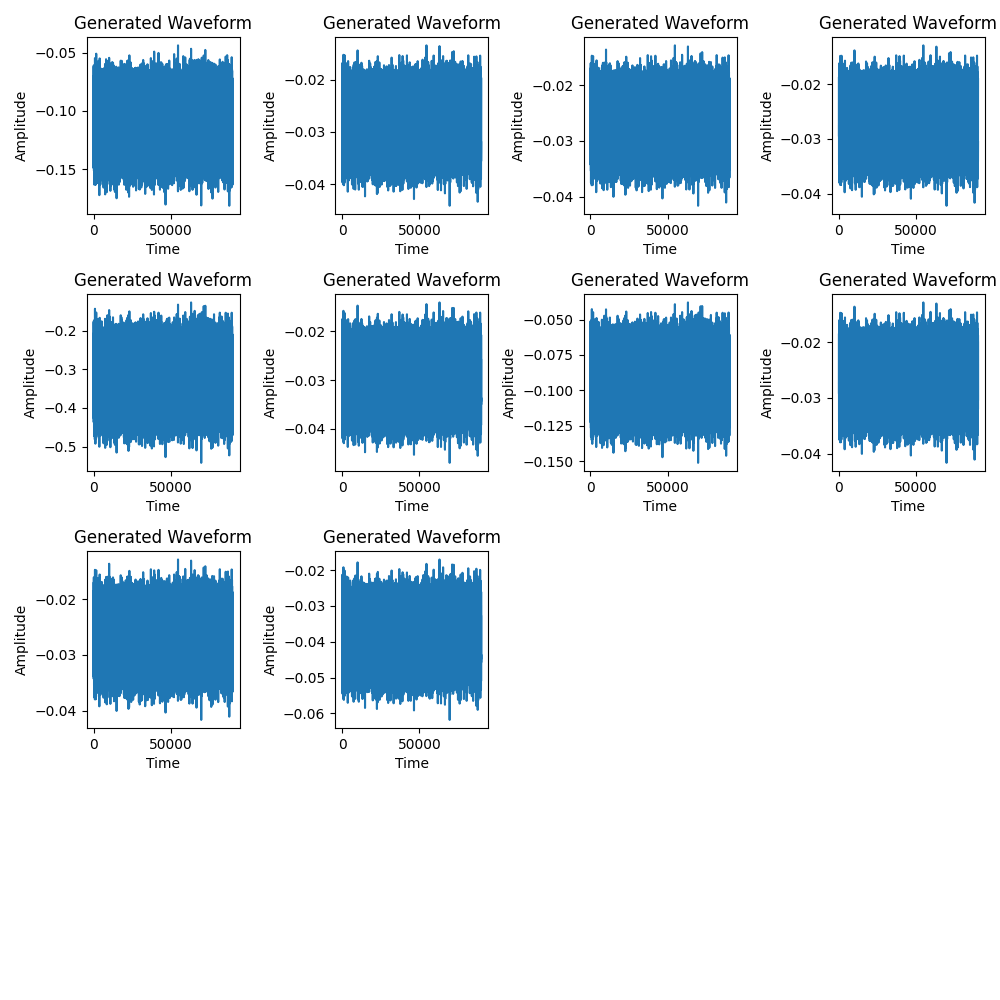 Generated Waveform Generated Waveform Generated Waveform Generated Waveform
Amplitude Amplitude Amplitude Amplitude
−0.05 −0.02 −0.02 −0.02
−0.10 −0.03 −0.03 −0.03
−0.15 −0.04 −0.04 −0.04
0 50000 0 50000 0 50000 0 50000
Time Time Time Time
Generated Waveform Generated Waveform Generated Waveform Generated Waveform
Amplitude Amplitude Amplitude Amplitude
−0.2 −0.02 −0.050 −0.02
−0.3 −0.03 −0.075 −0.03
−0.4 −0.04 −0.100 −0.04
−0.5 −0.125
−0.150
0 50000 0 50000 0 50000 0 50000
Time Time Time Time
Generated Waveform Generated Waveform
Amplitude Amplitude
−0.02 −0.02
−0.03 −0.03
−0.04 −0.04
−0.05
−0.06
0 50000 0 50000
Time Time